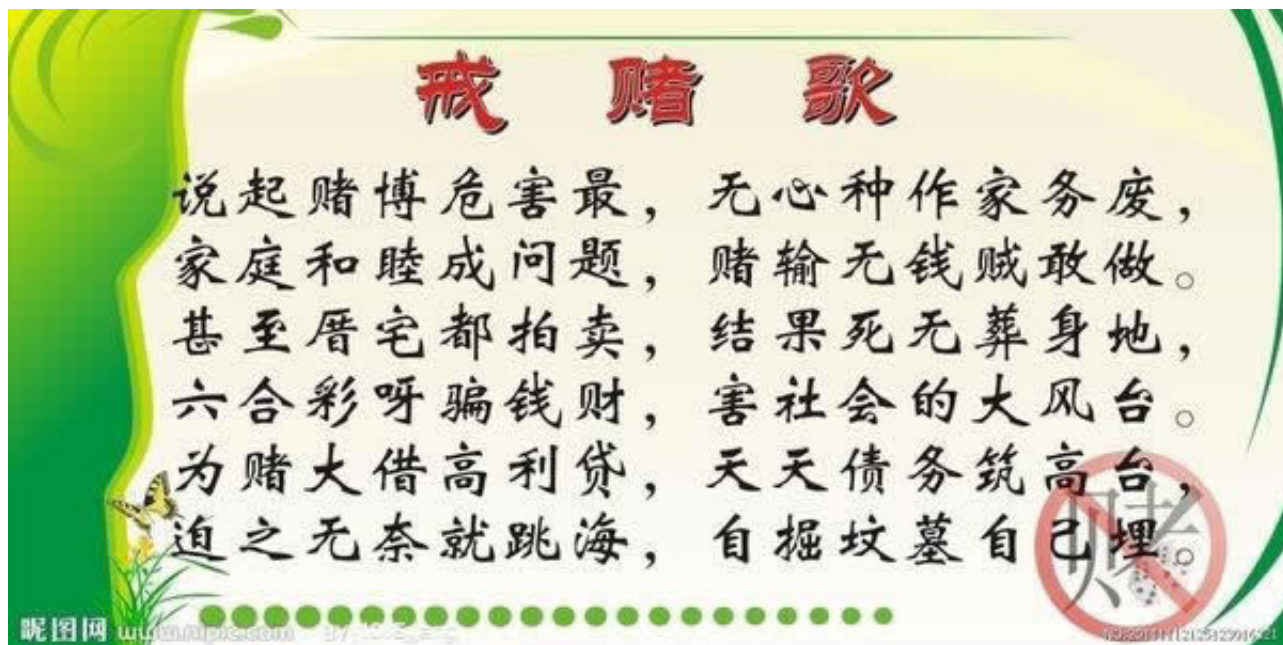 戒 赌 歌
说起赌博危害最，无心种作家务废，
家庭和睦成问题，赌输无钱贼敢做。
甚至厝宅都拍卖，结果死无葬身地，
六合彩呀骗钱财，害社会的大风台。
为赌大借高利贷，天天债务筑高台，
迫之无奈就跳海，自掘坟墓自己埋。
赌
昵图网 www.nipic.com